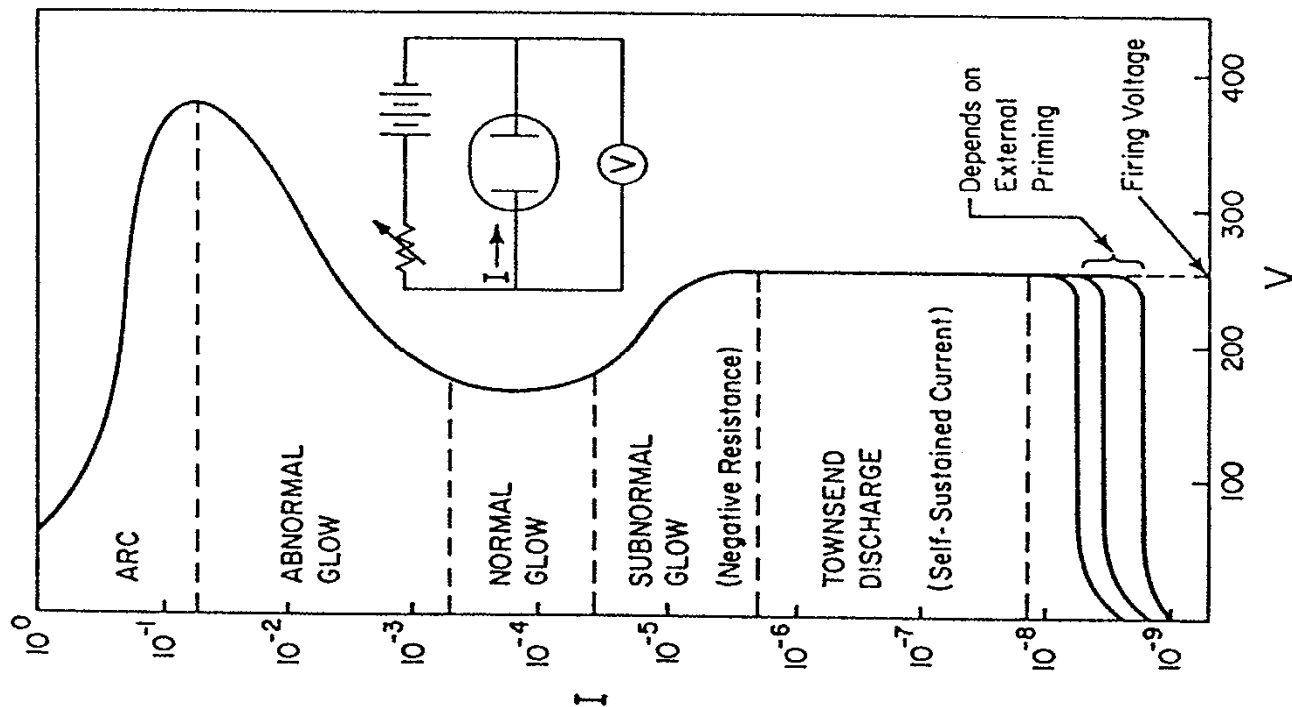 I
10^0
10^-1
10^-2
10^-3
10^-4
10^-5
10^-6
10^-7
10^-8
10^-9
ARC
ABNORMAL
GLOW
NORMAL
GLOW
SUBNORMAL
GLOW
(Negative Resistance)
TOWNSEND
DISCHARGE
(Self-Sustained Current)
I
V
Depends on
External
Priming
Firing Voltage
100
200
300
400
V